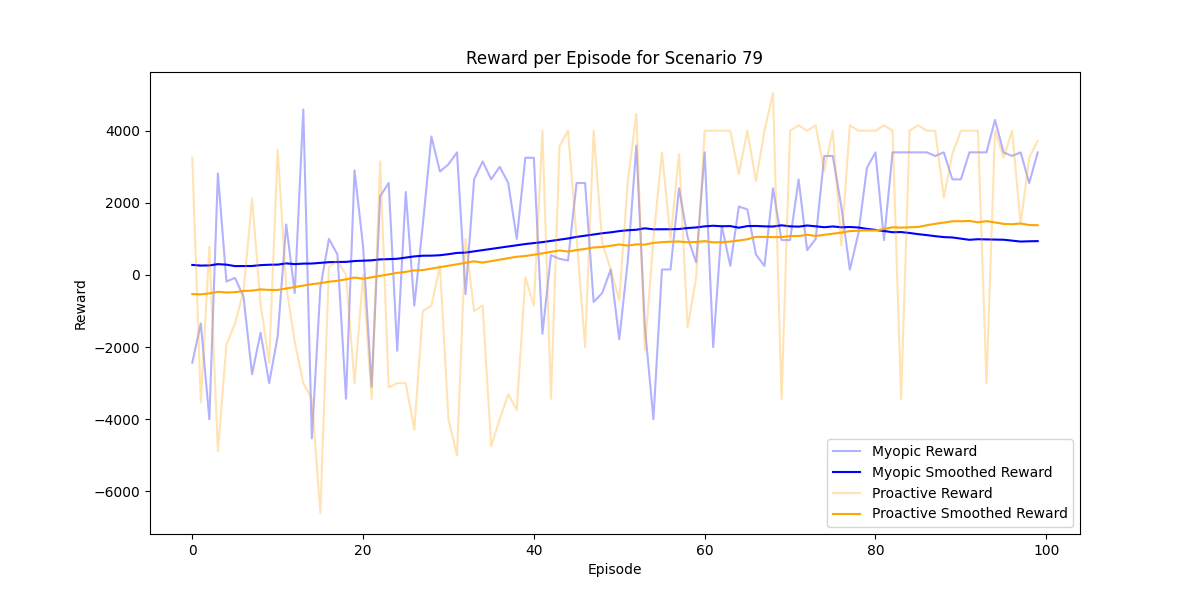 Reward per Episode for Scenario 79
Reward
4000
2000
0
−2000
−4000
−6000
0 20 40 60 80 100
Episode
Myopic Reward
Myopic Smoothed Reward
Proactive Reward
Proactive Smoothed Reward